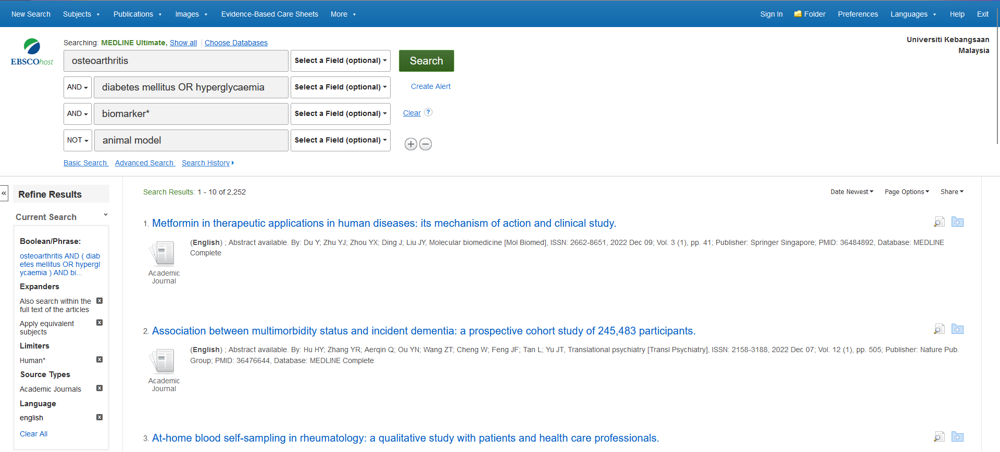 New Search Subjects Publications Images Evidence-Based Care Sheets More Sign In Folder Preferences Languages Help Exit
Universiti Kebangsaan
Malaysia
EBSCOhost
Searching: MEDLINE Ultimate, Show all Choose Databases
osteoarthritis Select a Field (optional) Search
AND diabetes mellitus OR hyperglycaemia Select a Field (optional) Create Alert
AND biomarker* Select a Field (optional) Clear ?
NOT animal model Select a Field (optional) + −
Basic Search Advanced Search Search History
«
Refine Results
Current Search
Boolean/Phrase:
osteoarthritis AND ( diab
etes mellitus OR hypergl
ycaemia ) AND bi...
Expanders
Also search within the x
full text of the articles
Apply equivalent x
subjects
Limiters
Human* x
Source Types
Academic Journals x
Language
english x
Clear All
Search Results: 1 - 10 of 2,252 Date Newest Page Options Share
1. Metformin in therapeutic applications in human diseases: its mechanism of action and clinical study.
(English) ; Abstract available. By: Du Y; Zhu YJ; Zhou YX; Ding J; Liu JY, Molecular biomedicine [Mol Biomed], ISSN: 2662-8651, 2022 Dec 09; Vol. 3 (1), pp. 41; Publisher: Springer Singapore; PMID: 36484892, Database: MEDLINE
Complete
Academic
Journal
2. Association between multimorbidity status and incident dementia: a prospective cohort study of 245,483 participants.
(English) ; Abstract available. By: Hu HY; Zhang YR; Aerqin Q; Ou YN; Wang ZT; Cheng W; Feng JF; Tan L; Yu JT, Translational psychiatry [Transl Psychiatry], ISSN: 2158-3188, 2022 Dec 07; Vol. 12 (1), pp. 505; Publisher: Nature Pub.
Group; PMID: 36476644, Database: MEDLINE Complete
Academic
Journal
3. At-home blood self-sampling in rheumatology: a qualitative study with patients and health care professionals.